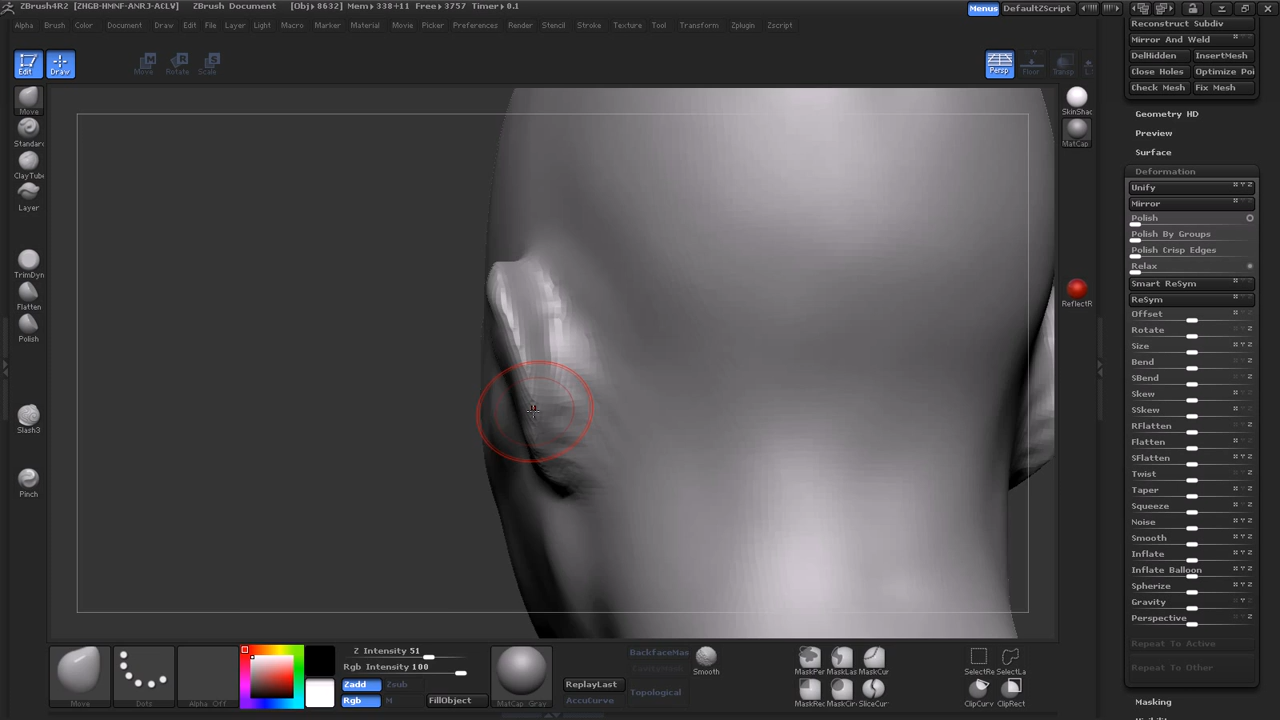 ZBrush4R2 [ZHGB-HMNF-ANRJ-ACLV] ZBrush Document [Obj▸ 8632] Mem▸ 338+11 Free▸ 3757 Timer▸0.1
Menus DefaultZScript
Alpha Brush Color Document Draw Edit File Layer Light Macro Marker Material Movie Picker Preferences Render Stencil Stroke Texture Tool Transform Zplugin Zscript
Edit Draw Move Rotate Scale Persp Floor Transp
Move
Standar
ClayTub
Layer
TrimDyn
Flatten
Polish
Slash3
Pinch
SkinSha
MatCap
ReflectR
Reconstruct Subdiv
Mirror And Weld
DelHidden InsertMesh
Close Holes Optimize Poi
Check Mesh Fix Mesh
Geometry HD
Preview
Surface
Deformation
Unify
Mirror
Polish
Polish By Groups
Polish Crisp Edges
Relax
Smart ReSym
ReSym
Offset
Rotate
Size
Bend
SBend
Skew
SSkew
RFlatten
Flatten
SFlatten
Twist
Taper
Squeeze
Noise
Smooth
Inflate
Inflate Balloon
Spherize
Gravity
Perspective
Repeat To Active
Repeat To Other
Masking
Move
Dots
Alpha Off
Z Intensity 51
Rgb Intensity 100
Zadd Zsub
Rgb M FillObject
MatCap Gray
ReplayLast
AccuCurve
BackfaceMas
Topological
Smooth
MaskPer MaskLas MaskCur
MaskRec MaskCir SliceCur
SelectRe SelectLa
ClipCurv ClipRect